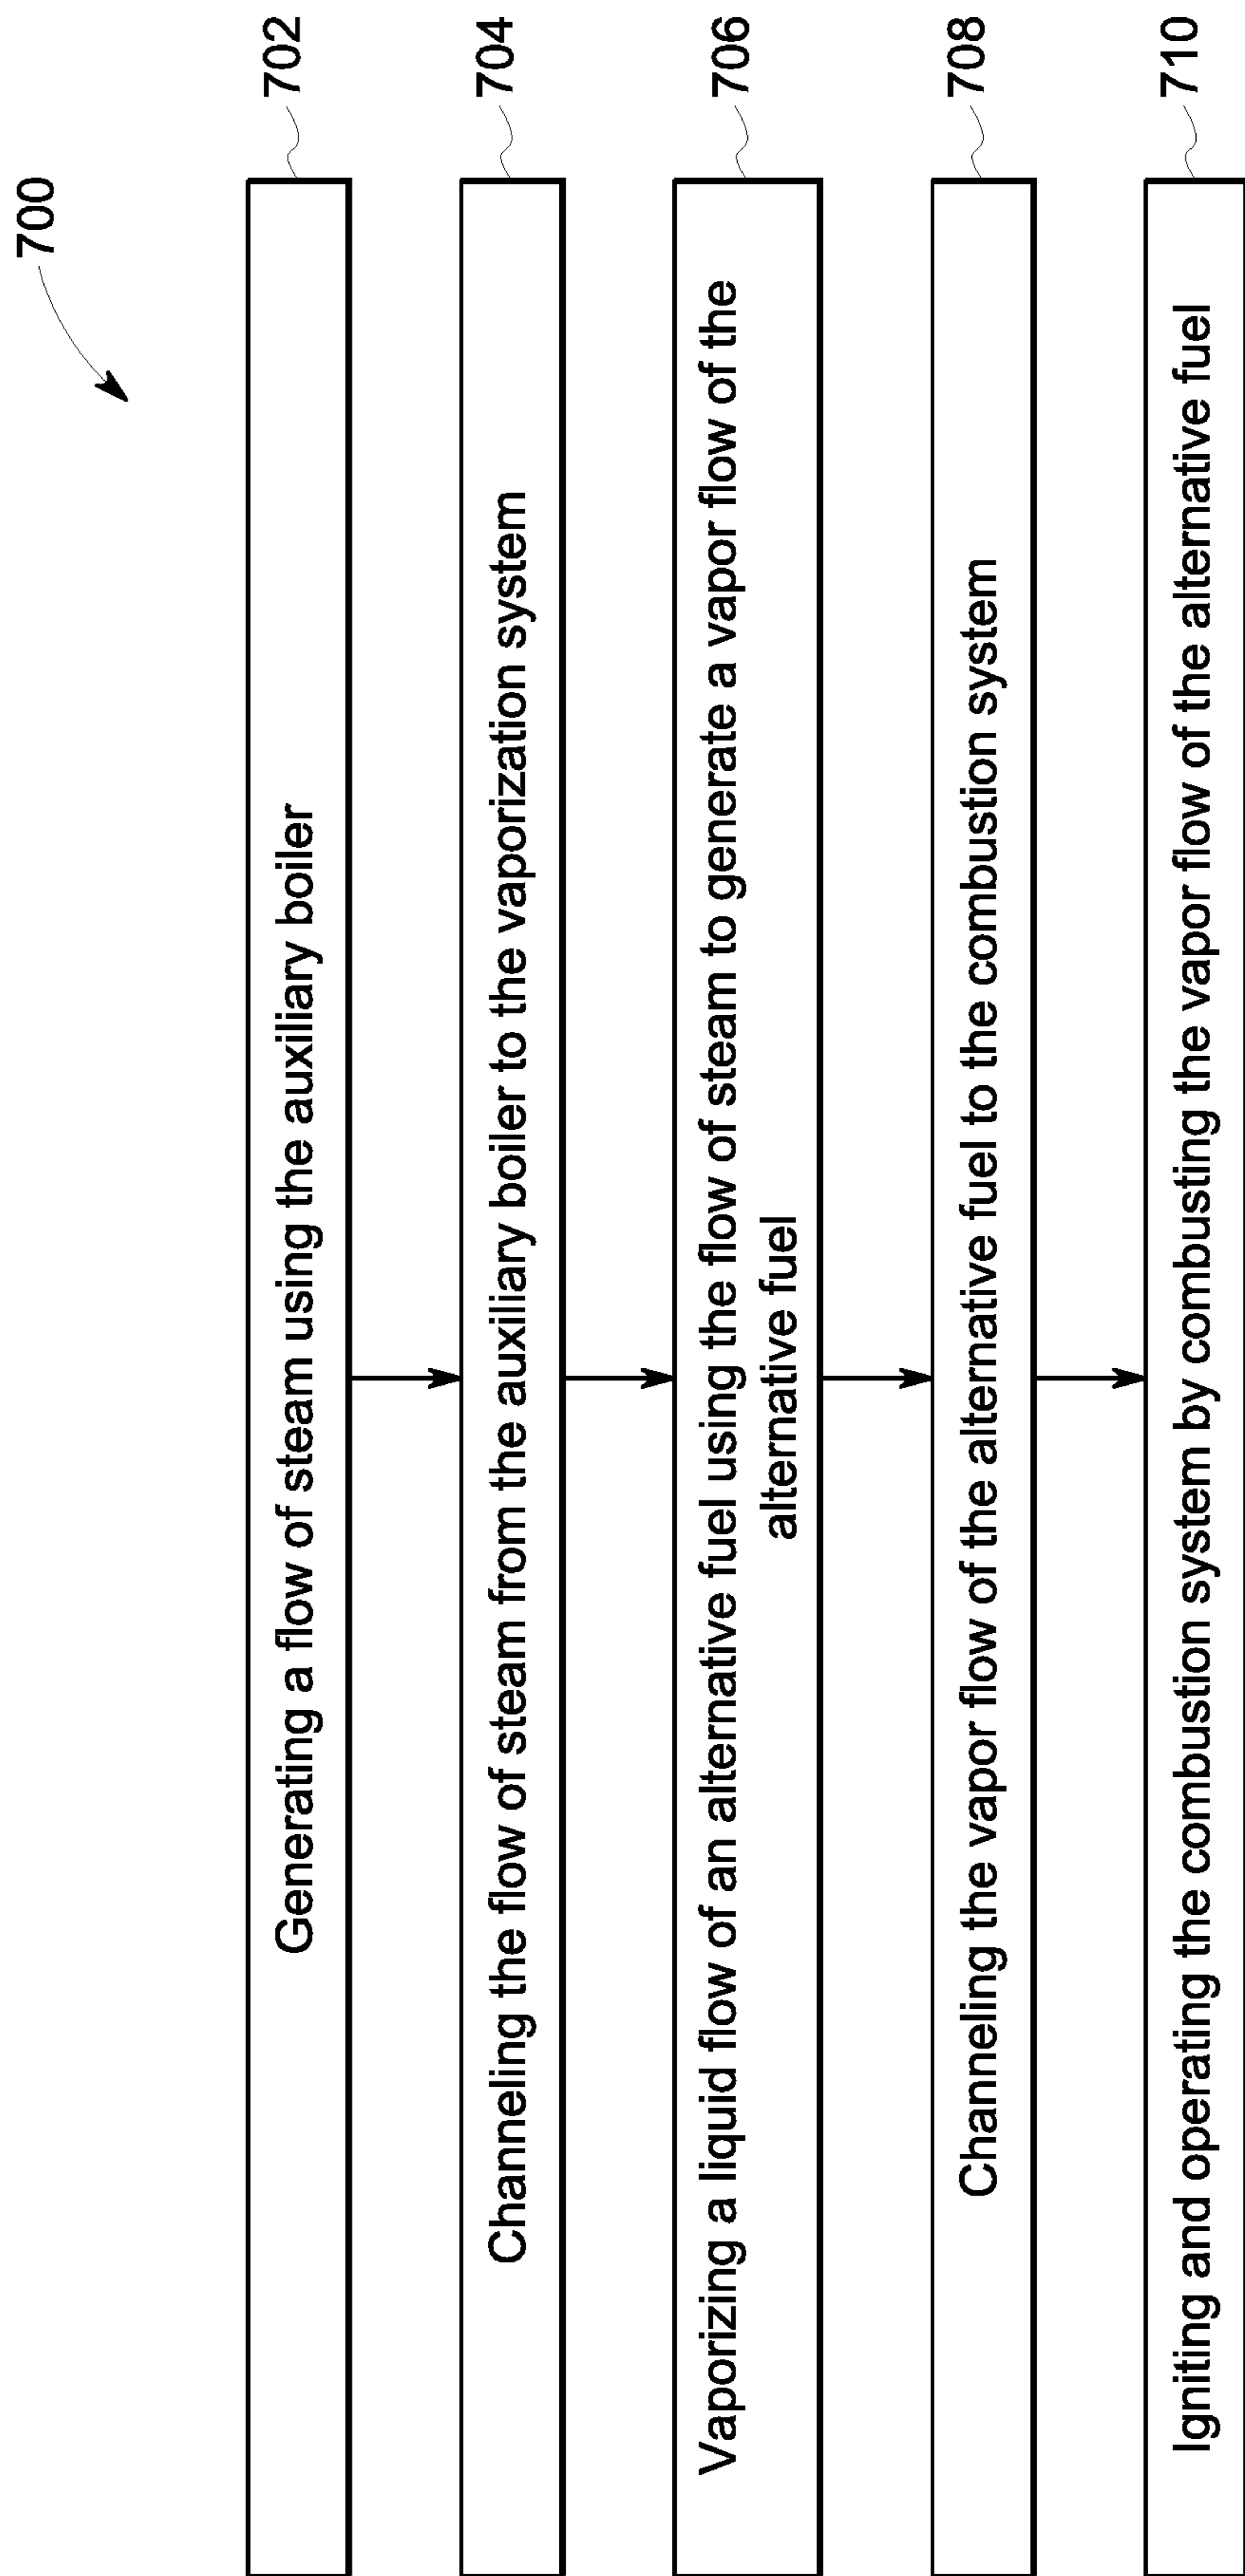 700
702
Generating a flow of steam using the auxiliary boiler
704
Channeling the flow of steam from the auxiliary boiler to the vaporization system
706
Vaporizing a liquid flow of an alternative fuel using the flow of steam to generate a vapor flow of the
alternative fuel
708
Channeling the vapor flow of the alternative fuel to the combustion system
710
Igniting and operating the combustion system by combusting the vapor flow of the alternative fuel